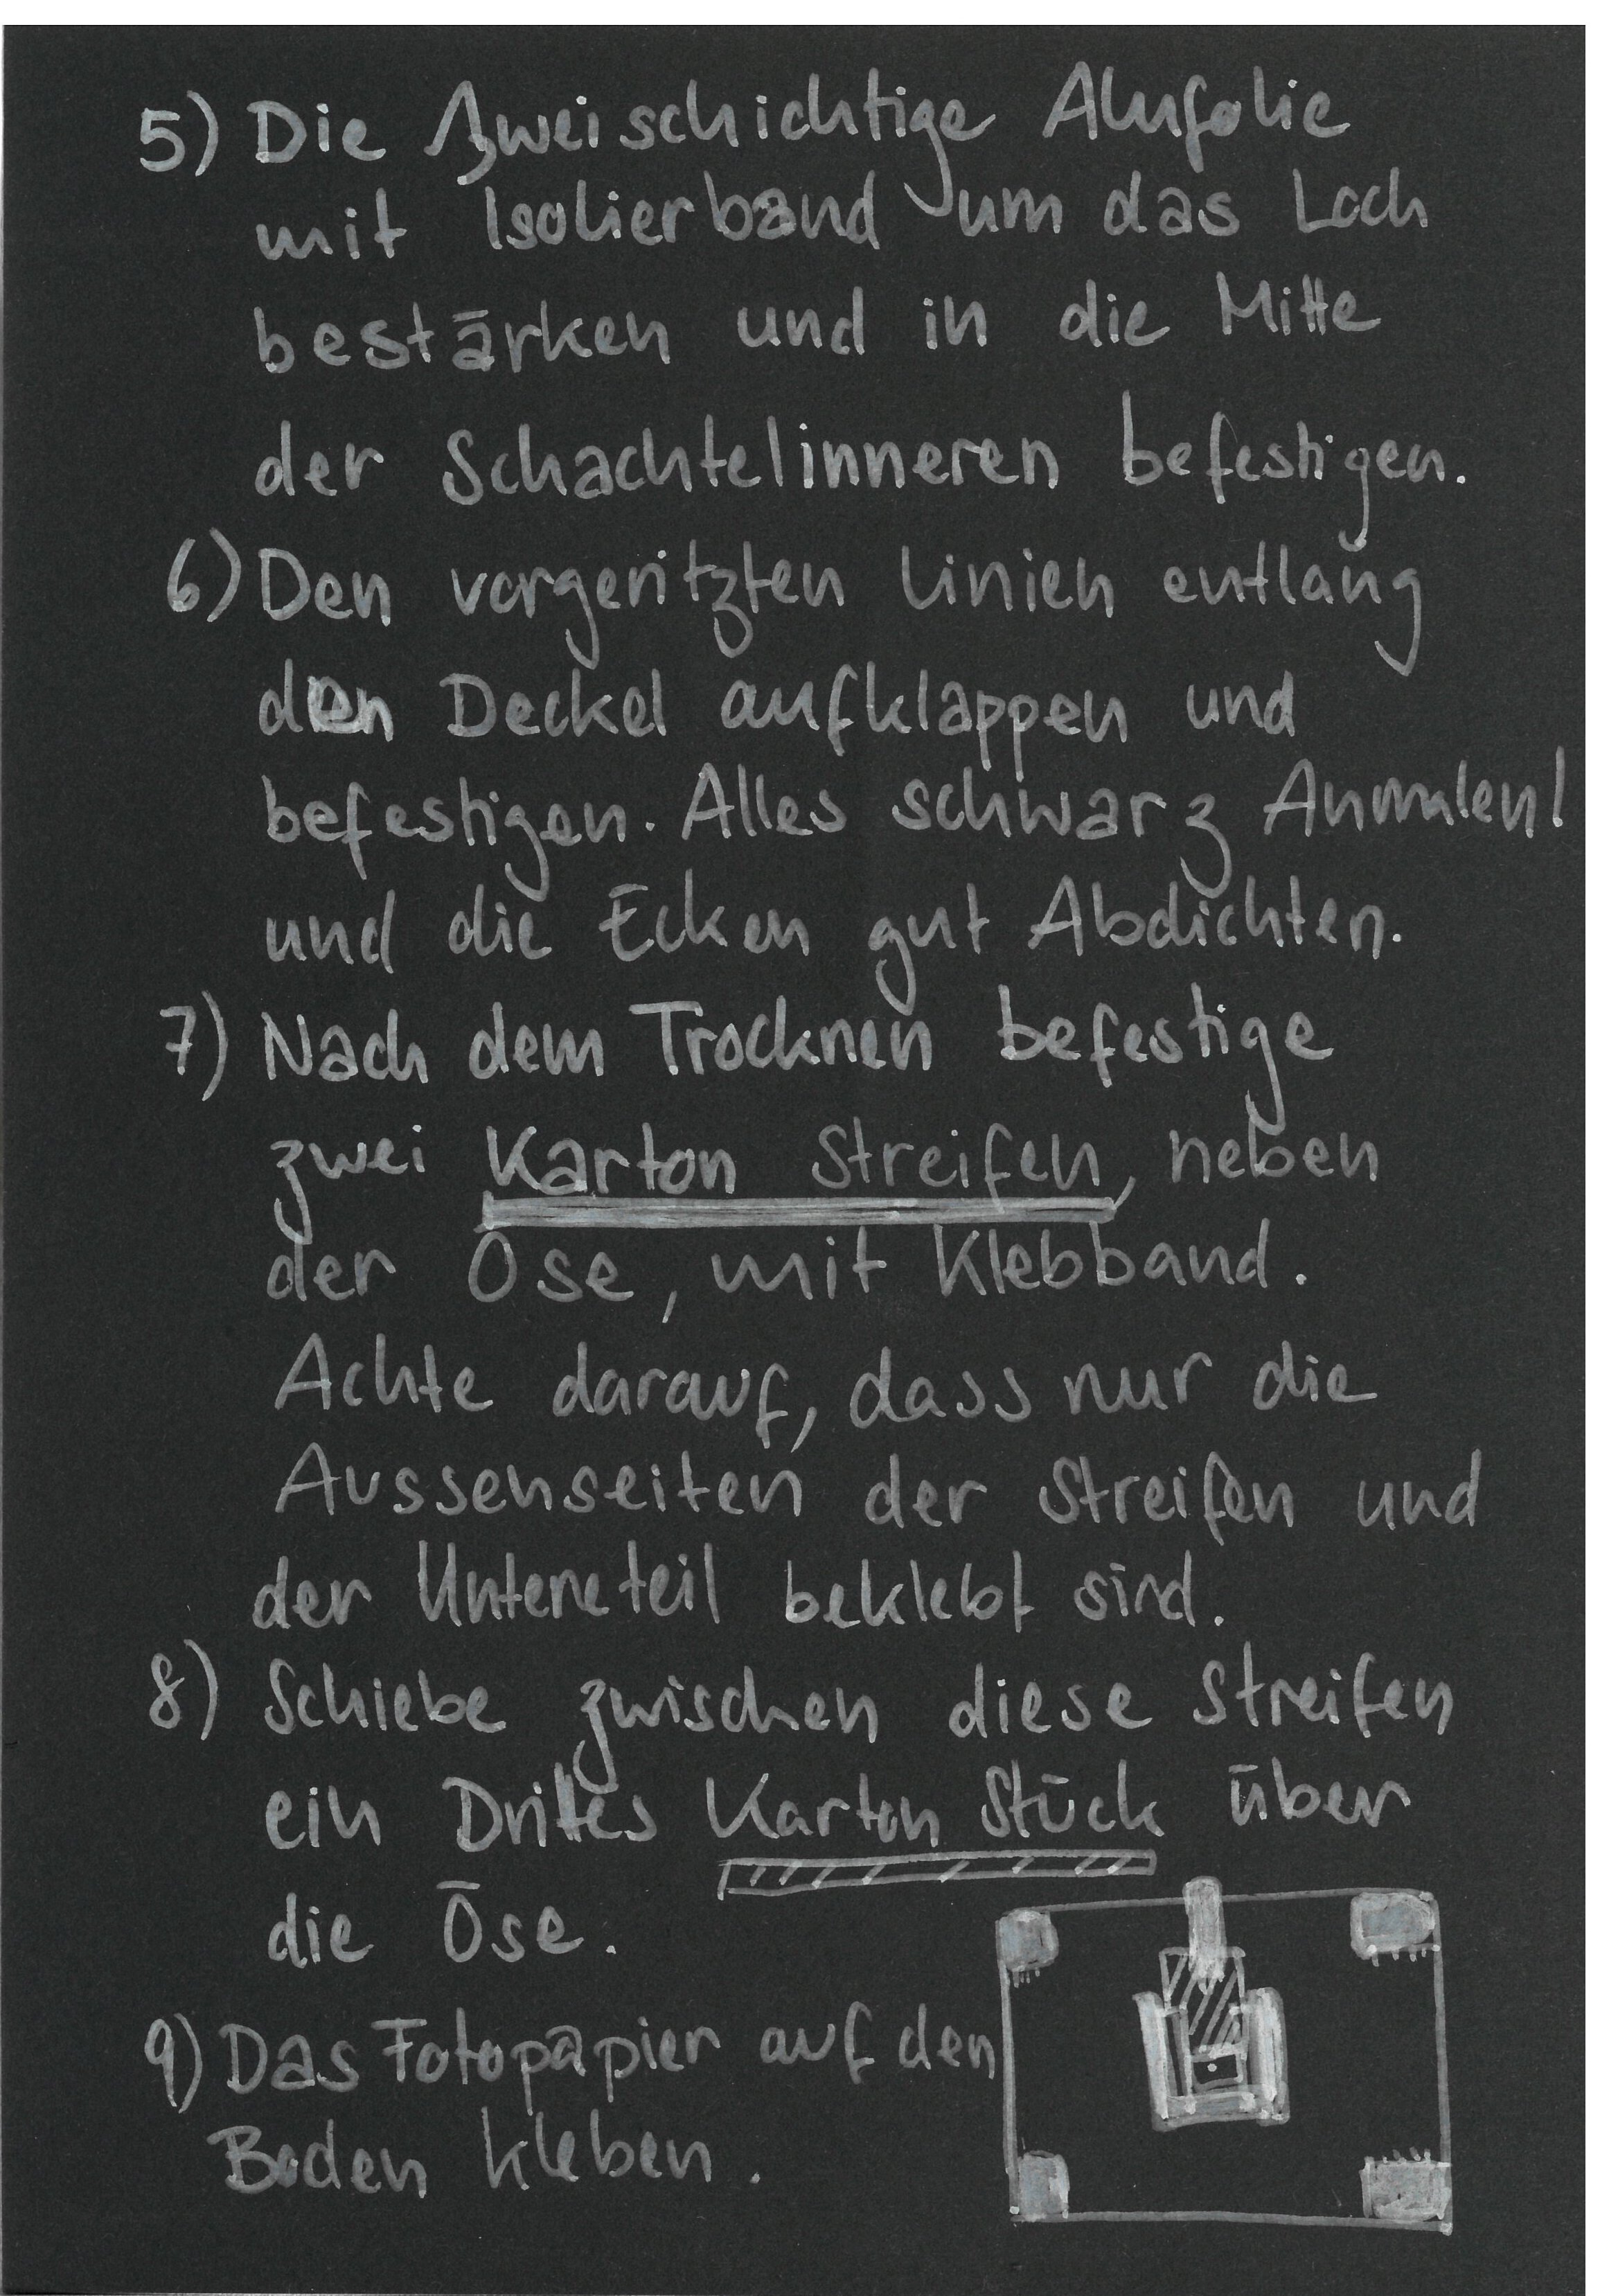 5) Die zweischichtige Alufolie
mit Isolierband um das Loch
bestärken und in die Mitte
der Schachtelinneren befestigen.
6) Den vorgeritzten Linien entlang
den Deckel aufklappen und
befestigen. Alles schwarz Anmalen!
und die Ecken gut Abdichten.
7) Nach dem Trocknen befestige
zwei Karton Streifen, neben
der Öse, mit Klebband.
Achte darauf, dass nur die
Aussenseiten der Streifen und
der Untereteil beklebt sind.
8) Schiebe zwischen diese Streifen
ein Drittes Karton Stück über
die Öse.
9) Das Fotopapier auf den
Boden kleben.